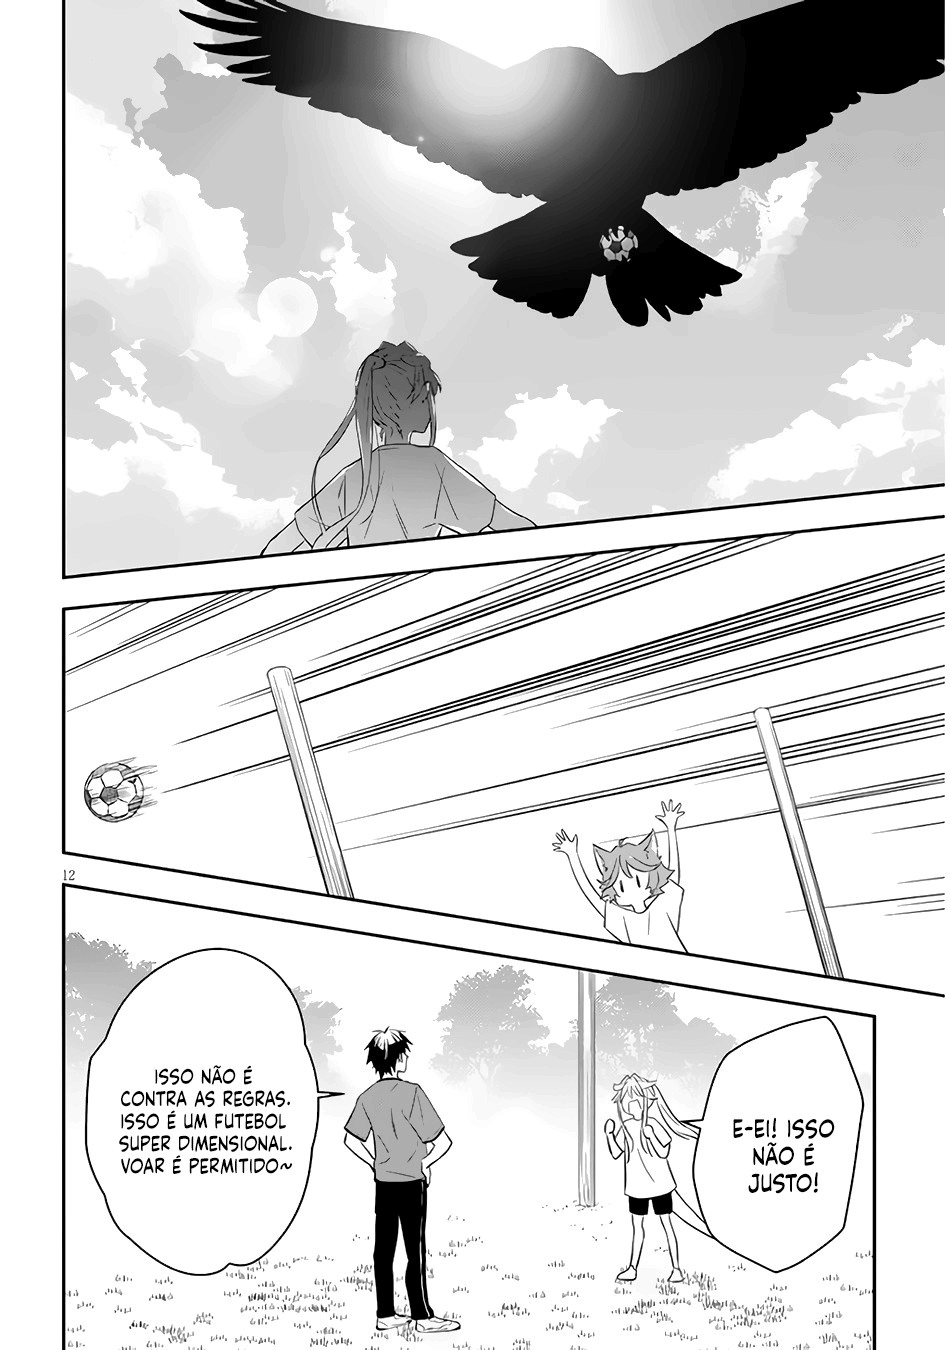 12
E-EI! ISSO
NÃO É
JUSTO!
ISSO NÃO É
CONTRA AS REGRAS.
ISSO É UM FUTEBOL
SUPER DIMENSIONAL.
VOAR É PERMITIDO~